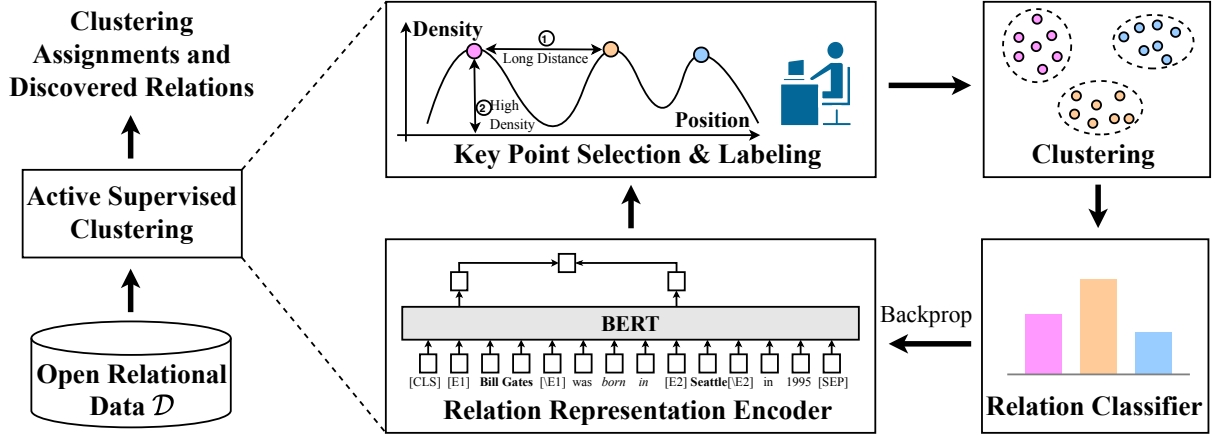 Clustering
Assignments and
Discovered Relations
Active Supervised
Clustering
Open Relational
Data 𝒟
Density
①
Long Distance
②
High
Density
Position
Key Point Selection & Labeling
Clustering
BERT
[CLS] [E1] Bill Gates [\E1] was born in [E2] Seattle [\E2] in 1995 [SEP]
Relation Representation Encoder
Backprop
Relation Classifier